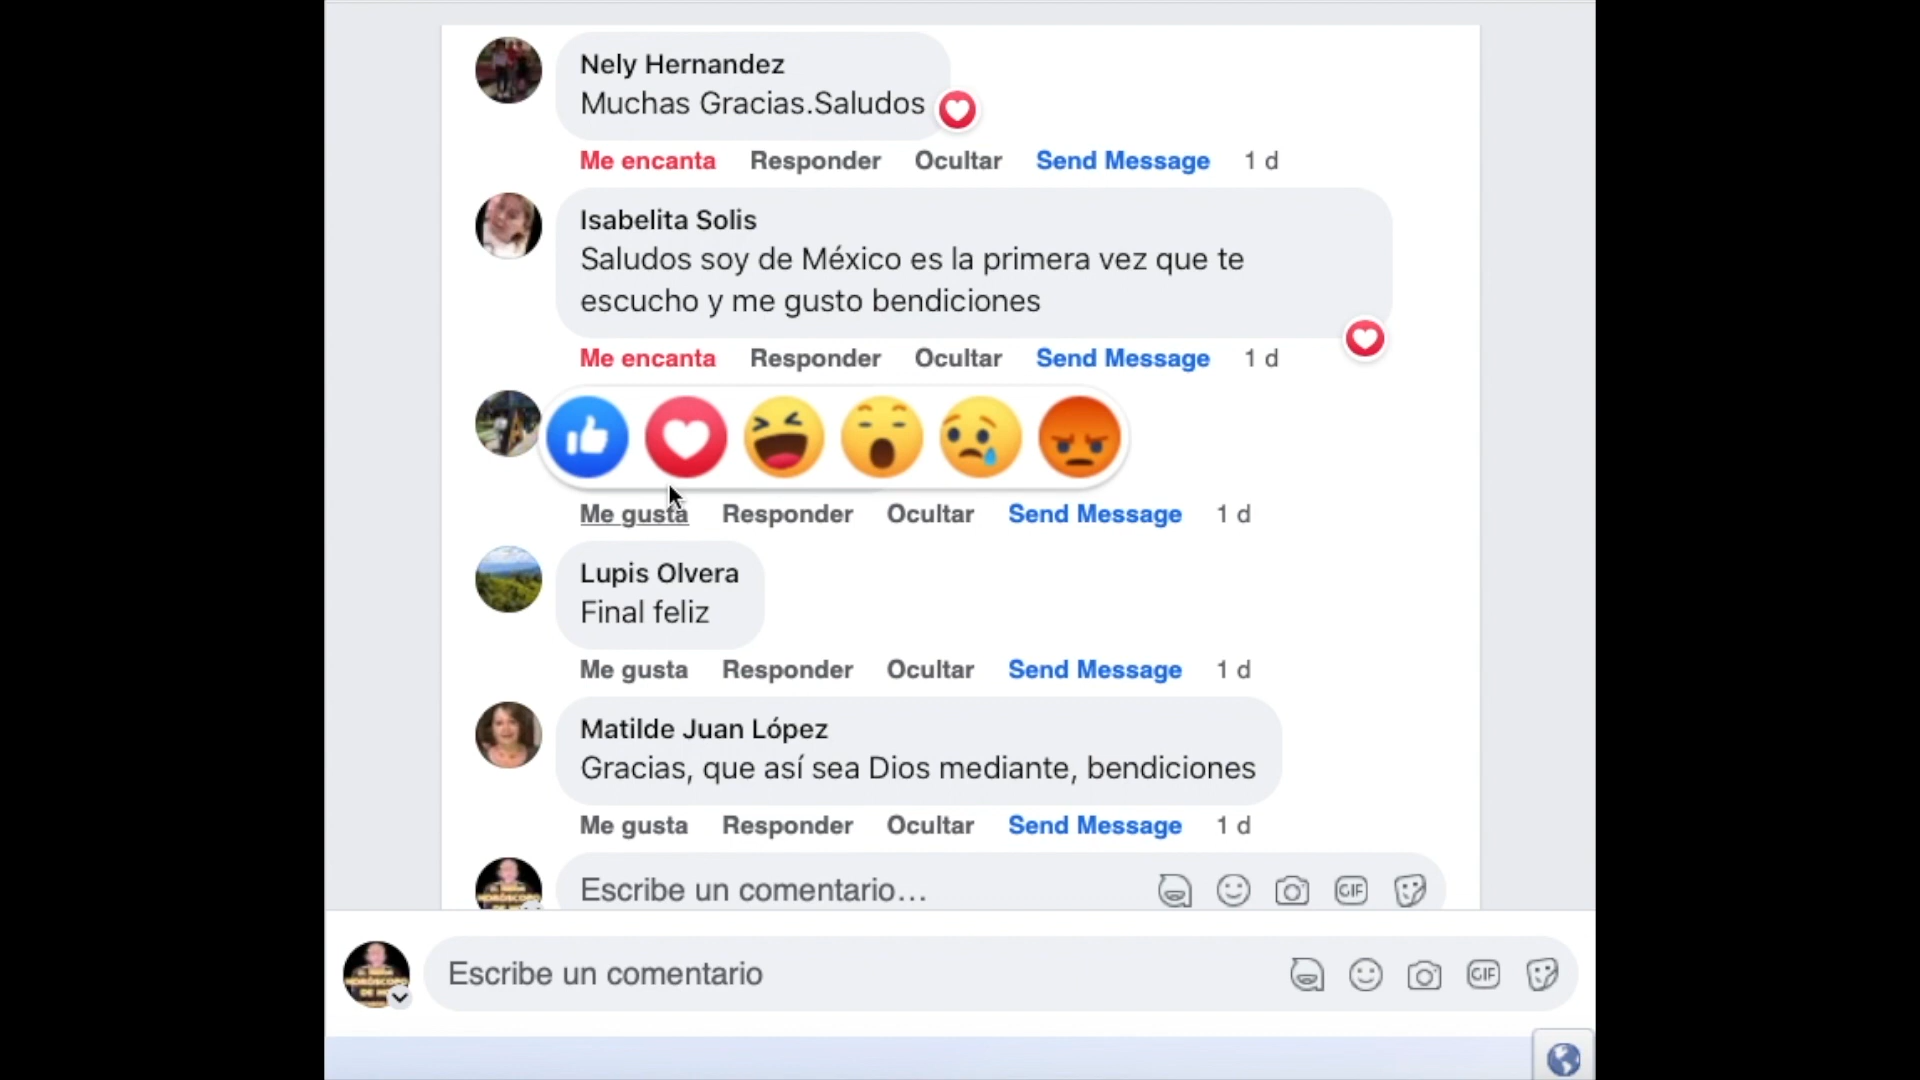 Nely Hernandez
Muchas Gracias.Saludos
Me encanta Responder Ocultar Send Message 1 d
Isabelita Solis
Saludos soy de México es la primera vez que te
escucho y me gusto bendiciones
Me encanta Responder Ocultar Send Message 1 d
Me gusta Responder Ocultar Send Message 1 d
Lupis Olvera
Final feliz
Me gusta Responder Ocultar Send Message 1 d
Matilde Juan López
Gracias, que así sea Dios mediante, bendiciones
Me gusta Responder Ocultar Send Message 1 d
Escribe un comentario... GIF
Escribe un comentario GIF